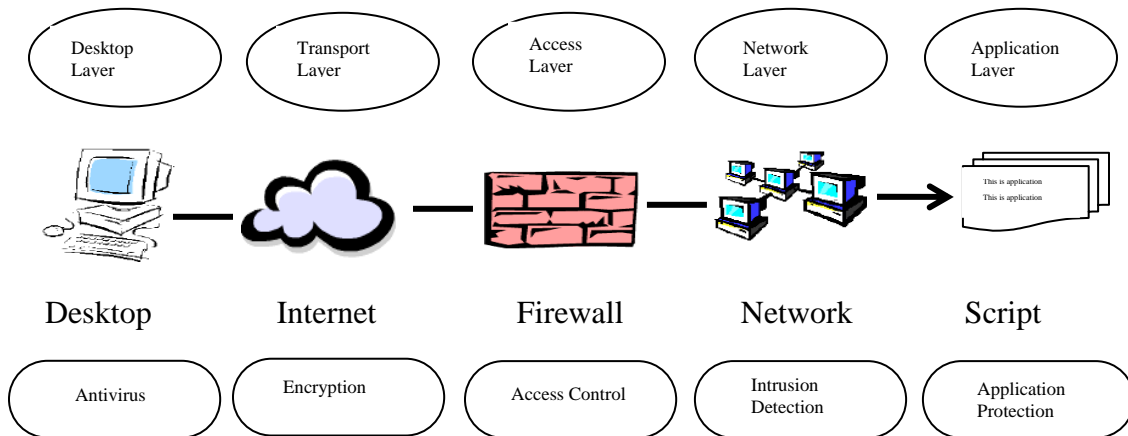 Desktop
Layer
Transport
Layer
Access
Layer
Network
Layer
Application
Layer
This is application
This is application
Desktop
Internet
Firewall
Network
Script
Antivirus
Encryption
Access Control
Intrusion
Detection
Application
Protection